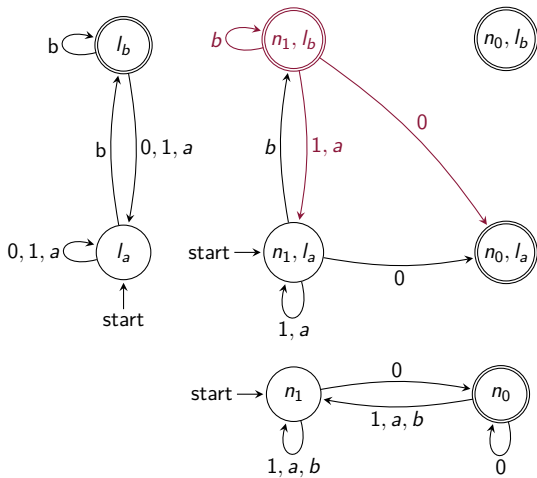 b
l_b
b
n_1, l_b
n_0, l_b
0
b
0, 1, a
b
1, a
0, 1, a
l_a
start
n_1, l_a
n_0, l_a
0
start
1, a
start
n_1
0
n_0
1, a, b
1, a, b
0